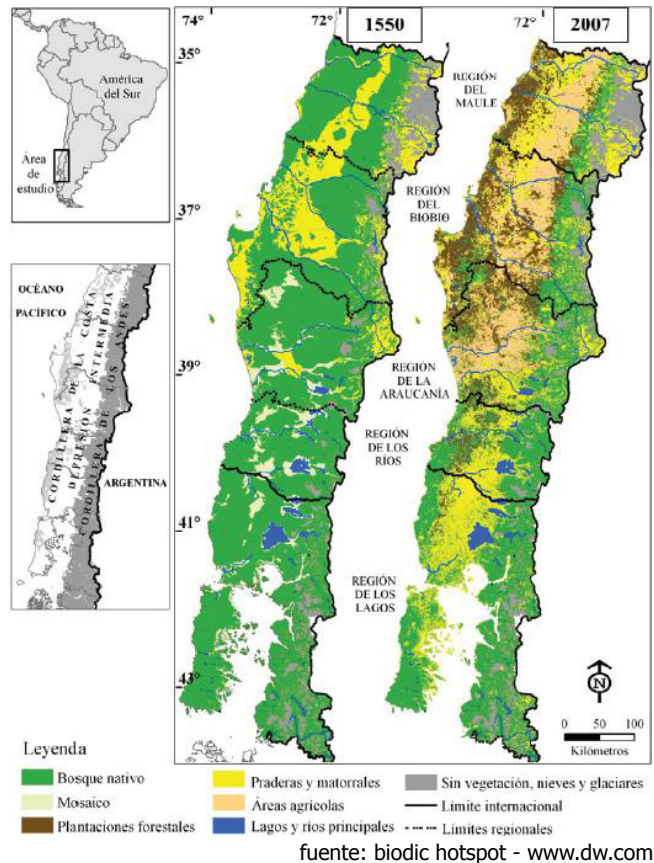 América
del Sur
Área
de
estudio
OCÉANO
PACÍFICO
CORDILLERA DE LA COSTA
DEPRESIÓN INTERMEDIA
CORDILLERA DE LOS ANDES
ARGENTINA
74° 72° 1550 72° 2007
35°
37°
39°
41°
43°
REGIÓN
DEL
MAULE
REGIÓN
DEL
BIOBIO
REGIÓN
DE LA
ARAUCANÍA
REGIÓN
DE LOS
RÍOS
REGIÓN
DE LOS
LAGOS
N
0 50 100
Kilómetros
Leyenda
Bosque nativo
Mosaico
Plantaciones forestales
Praderas y matorrales
Áreas agrícolas
Lagos y ríos principales
Sin vegetación, nieves y glaciares
Límite internacional
Límites regionales
fuente: biodic hotspot - www.dw.com